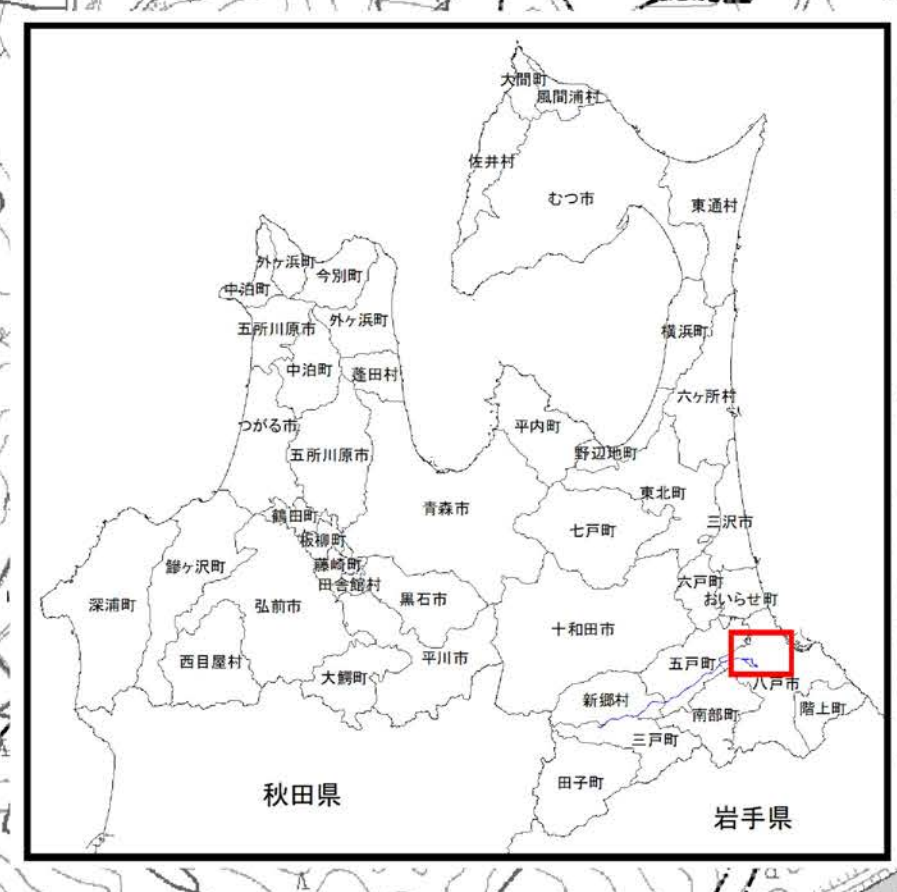 大間町
風間浦村
佐井村
むつ市
東通村
外ヶ浜町
今別町
中泊町
外ヶ浜町
五所川原市
横浜町
中泊町
蓬田村
六ヶ所村
つがる市
平内町
五所川原市
野辺地町
東北町
青森市
鶴田町
三沢市
七戸町
板柳町
藤崎町
鰺ヶ沢町
田舎館村
六戸町
おいらせ町
黒石市
深浦町
弘前市
十和田市
西目屋村
平川市
五戸町
大鰐町
八戸市
新郷村
南部町
階上町
三戸町
田子町
秋田県
岩手県